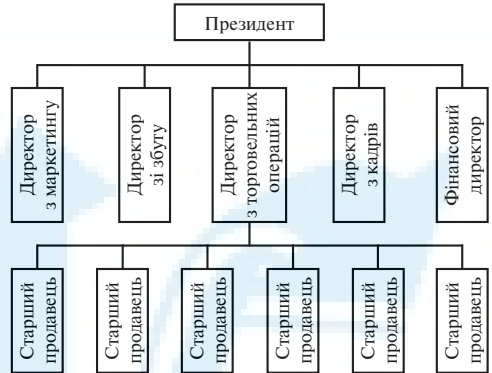 Президент
Директор
з маркетингу
Директор
зі збуту
Директор
з торговельних
операцій
Директор
з кадрів
Фінансовий
директор
Старший
продавець
Старший
продавець
Старший
продавець
Старший
продавець
Старший
продавець
Старший
продавець